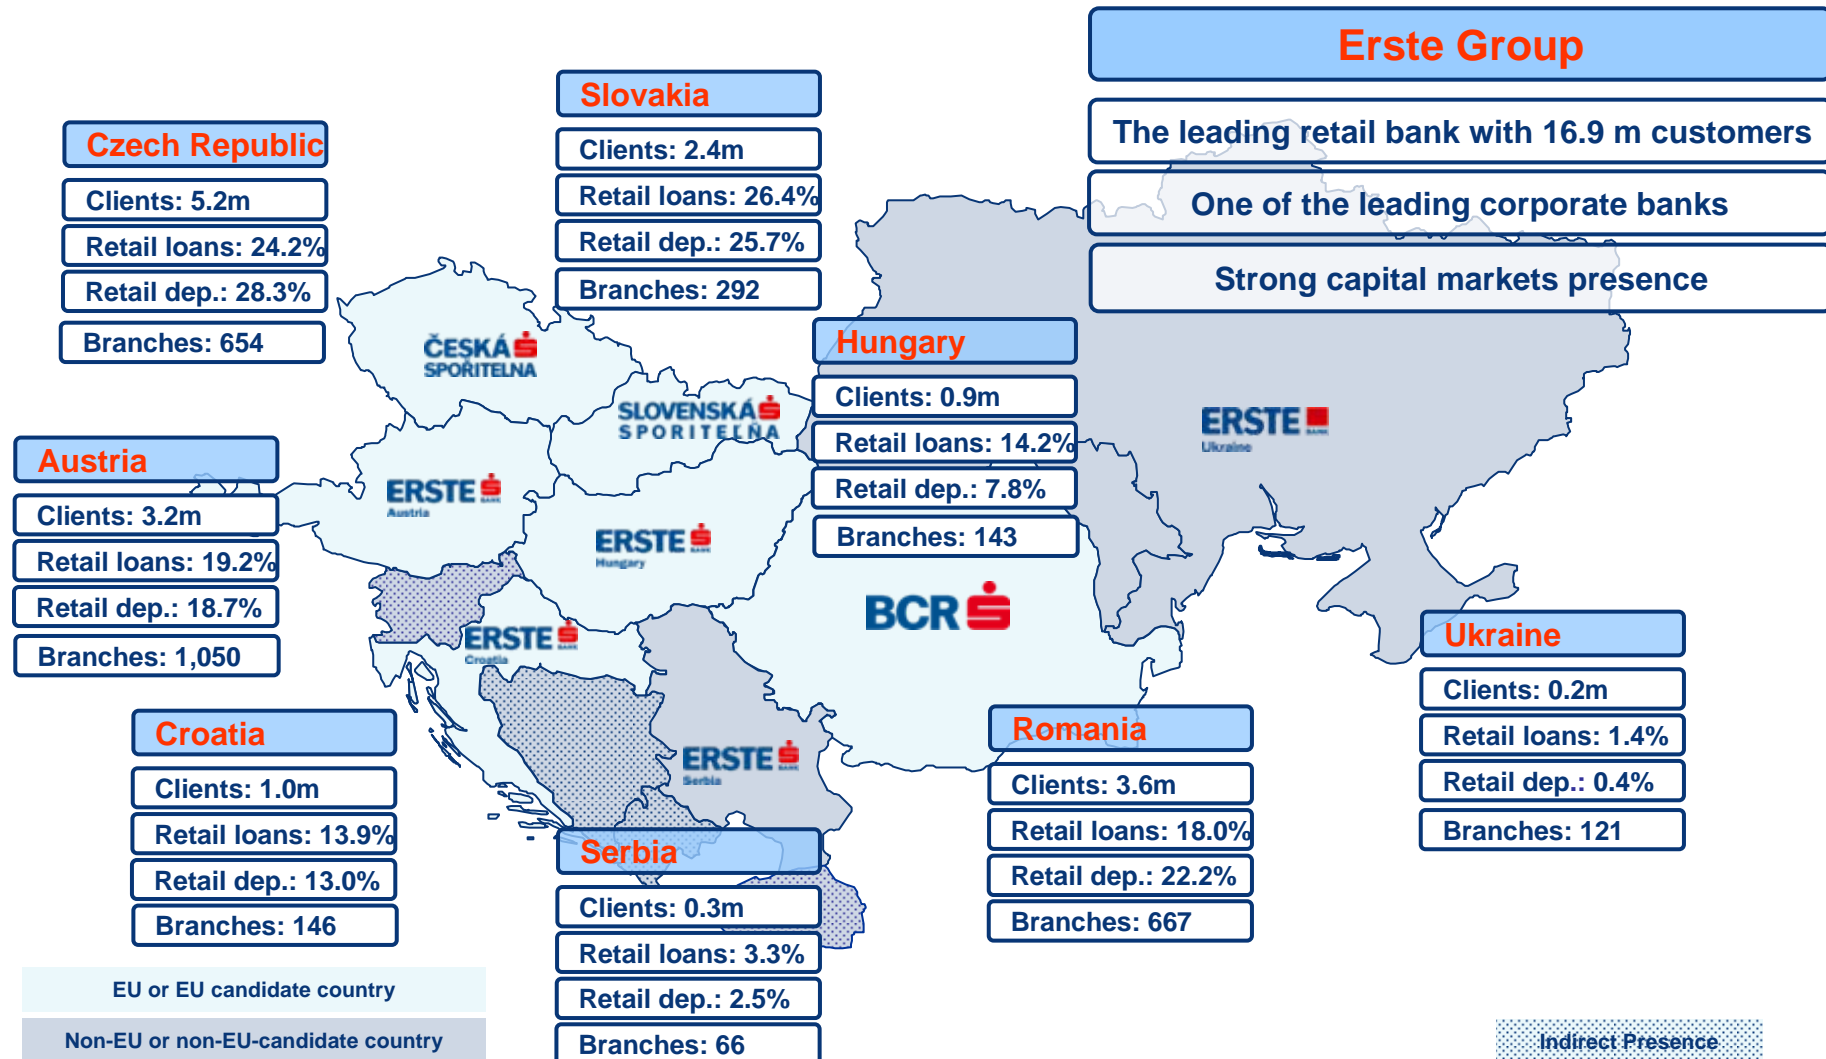 Erste Group
The leading retail bank with 16.9 m customers
One of the leading corporate banks
Strong capital markets presence
Slovakia
Clients: 2.4m
Retail loans: 26.4%
Retail dep.: 25.7%
Branches: 292
Czech Republic
Clients: 5.2m
Retail loans: 24.2%
Retail dep.: 28.3%
Branches: 654
ČESKÁ
SPOŘITELNA
SLOVENSKÁ
SPORITEĽŇA
Hungary
Clients: 0.9m
Retail loans: 14.2%
Retail dep.: 7.8%
Branches: 143
ERSTE BANK
Ukraine
Austria
Clients: 3.2m
Retail loans: 19.2%
Retail dep.: 18.7%
Branches: 1,050
ERSTE BANK
Austria
ERSTE BANK
Hungary
BCR
ERSTE BANK
Croatia
ERSTE BANK
Serbia
Ukraine
Clients: 0.2m
Retail loans: 1.4%
Retail dep.: 0.4%
Branches: 121
Croatia
Clients: 1.0m
Retail loans: 13.9%
Retail dep.: 13.0%
Branches: 146
Romania
Clients: 3.6m
Retail loans: 18.0%
Retail dep.: 22.2%
Branches: 667
Serbia
Clients: 0.3m
Retail loans: 3.3%
Retail dep.: 2.5%
Branches: 66
EU or EU candidate country
Non-EU or non-EU-candidate country
Indirect Presence